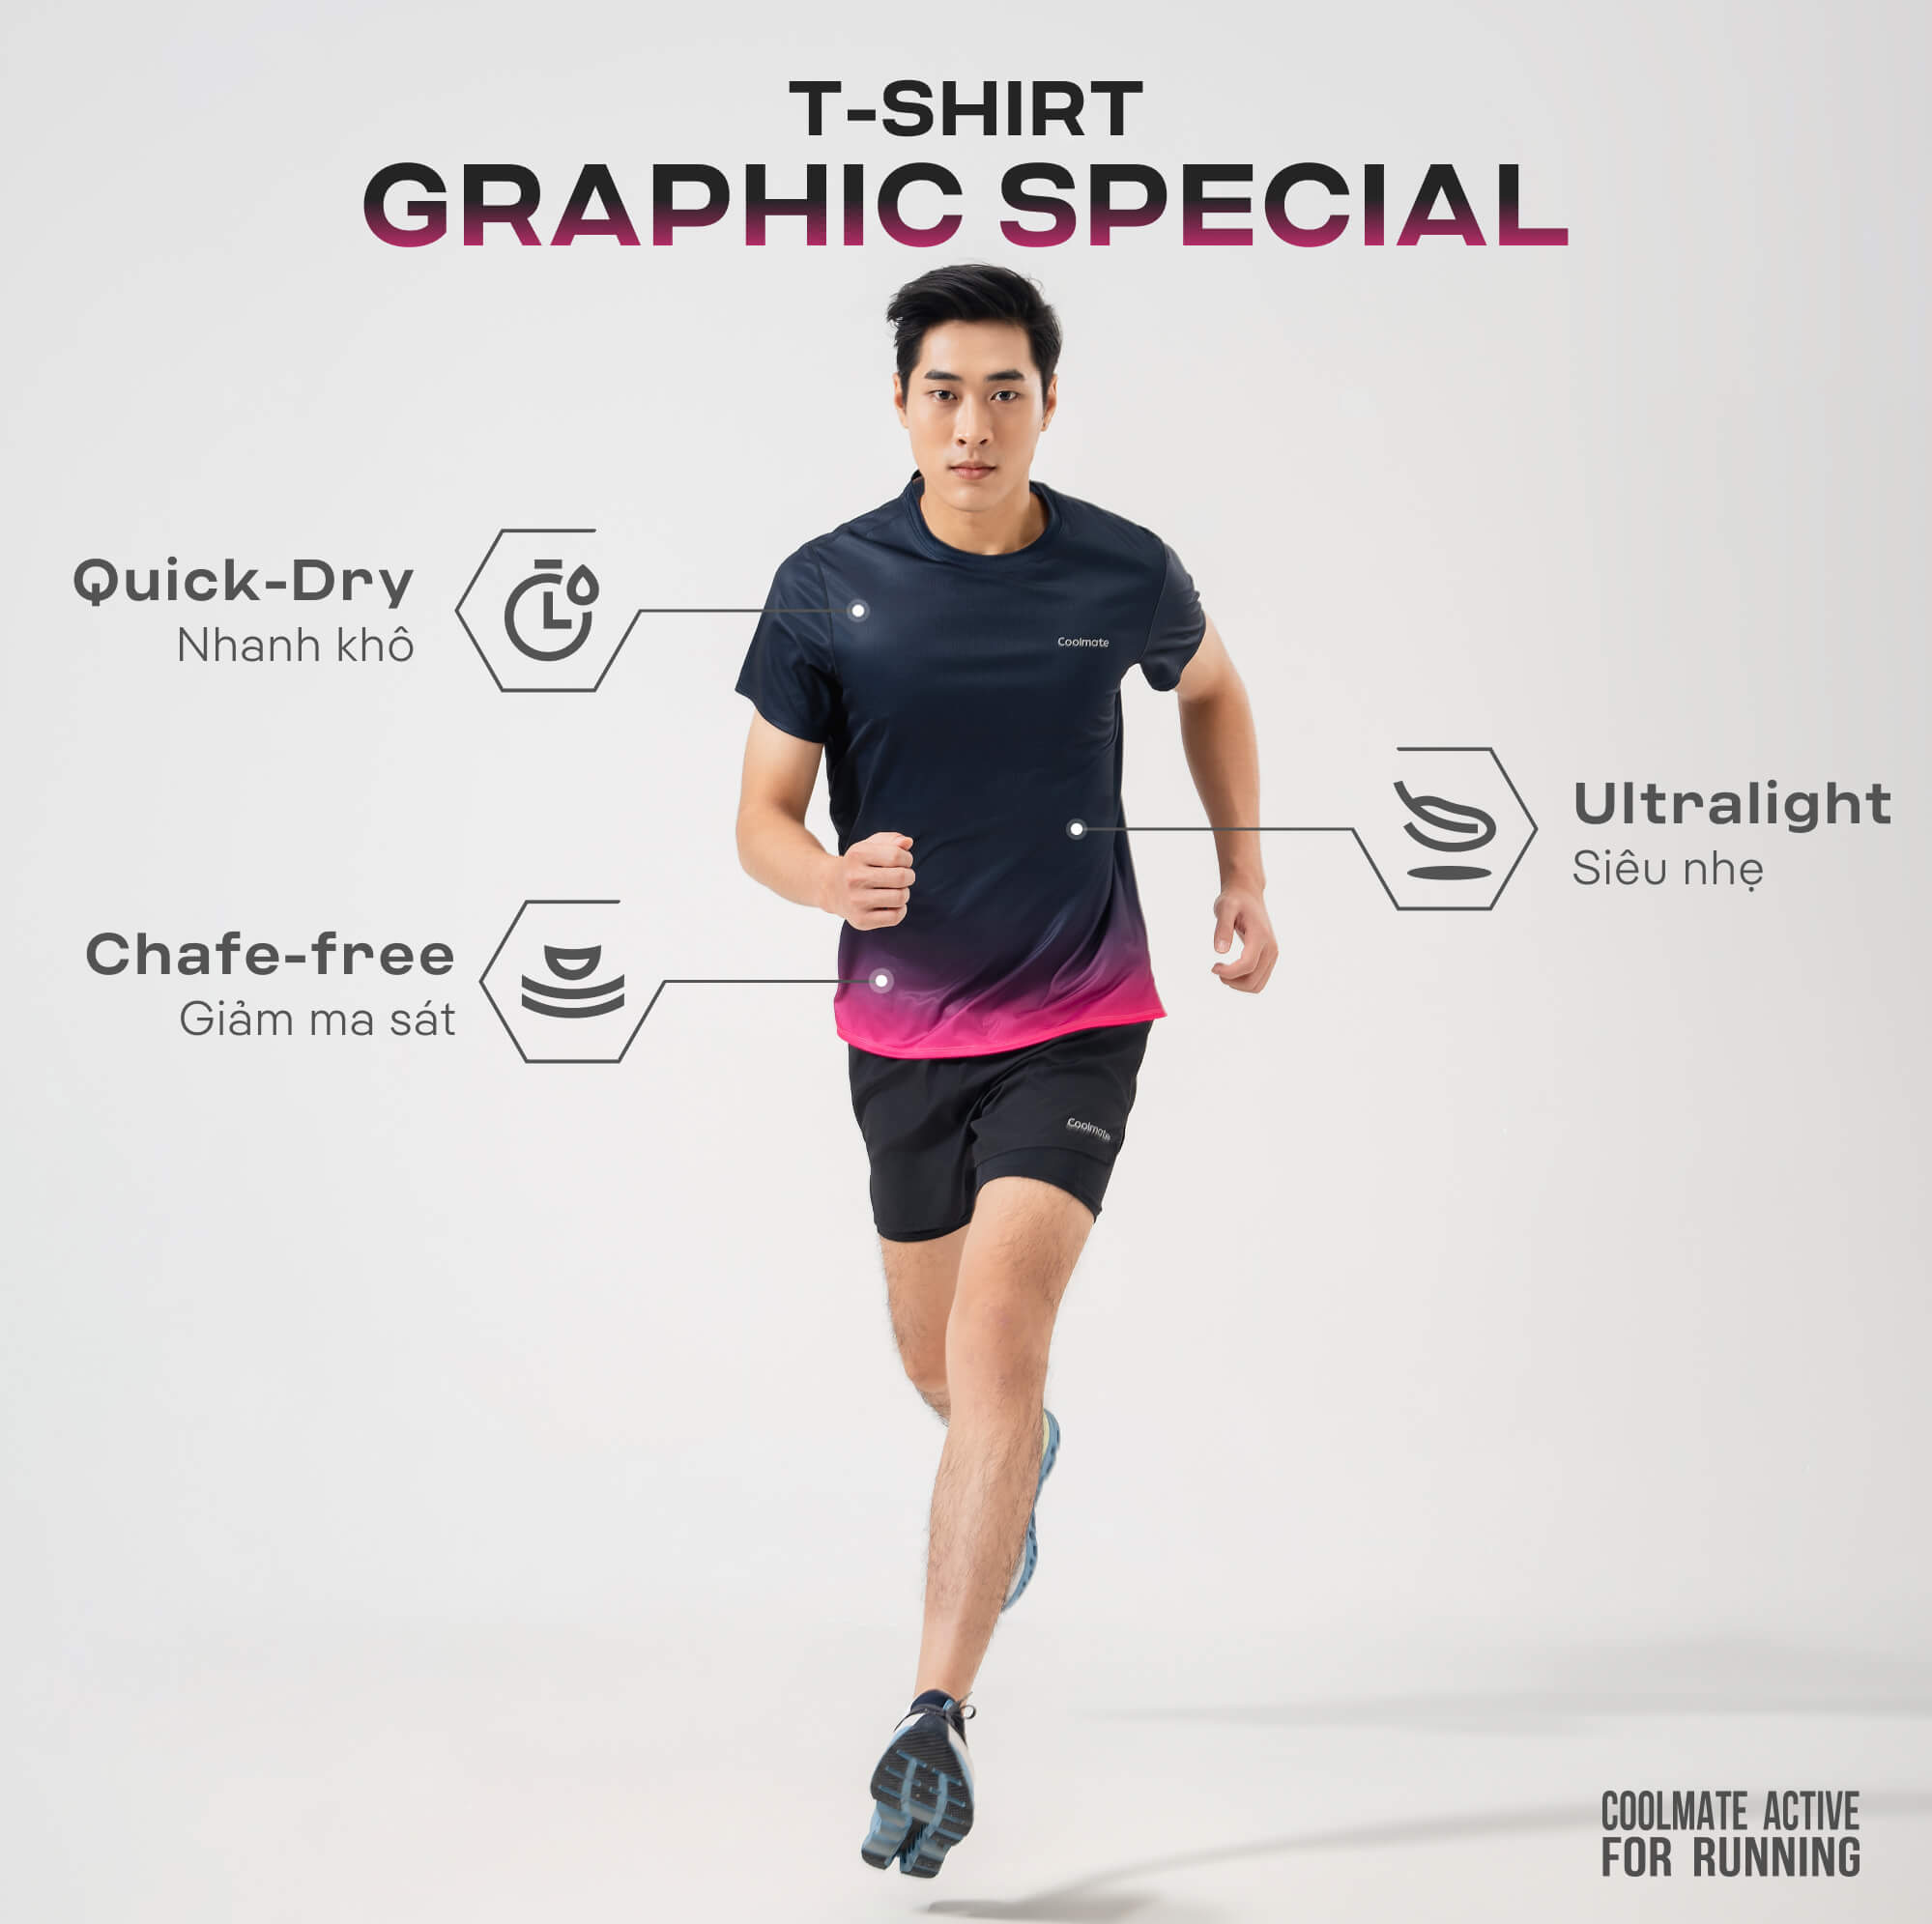 T-SHIRT
GRAPHIC SPECIAL
Quick-Dry
Nhanh khô
Coolmate
Ultralight
Siêu nhẹ
Chafe-free
Giảm ma sát
Coolmate
COOLMATE ACTIVE
FOR RUNNING